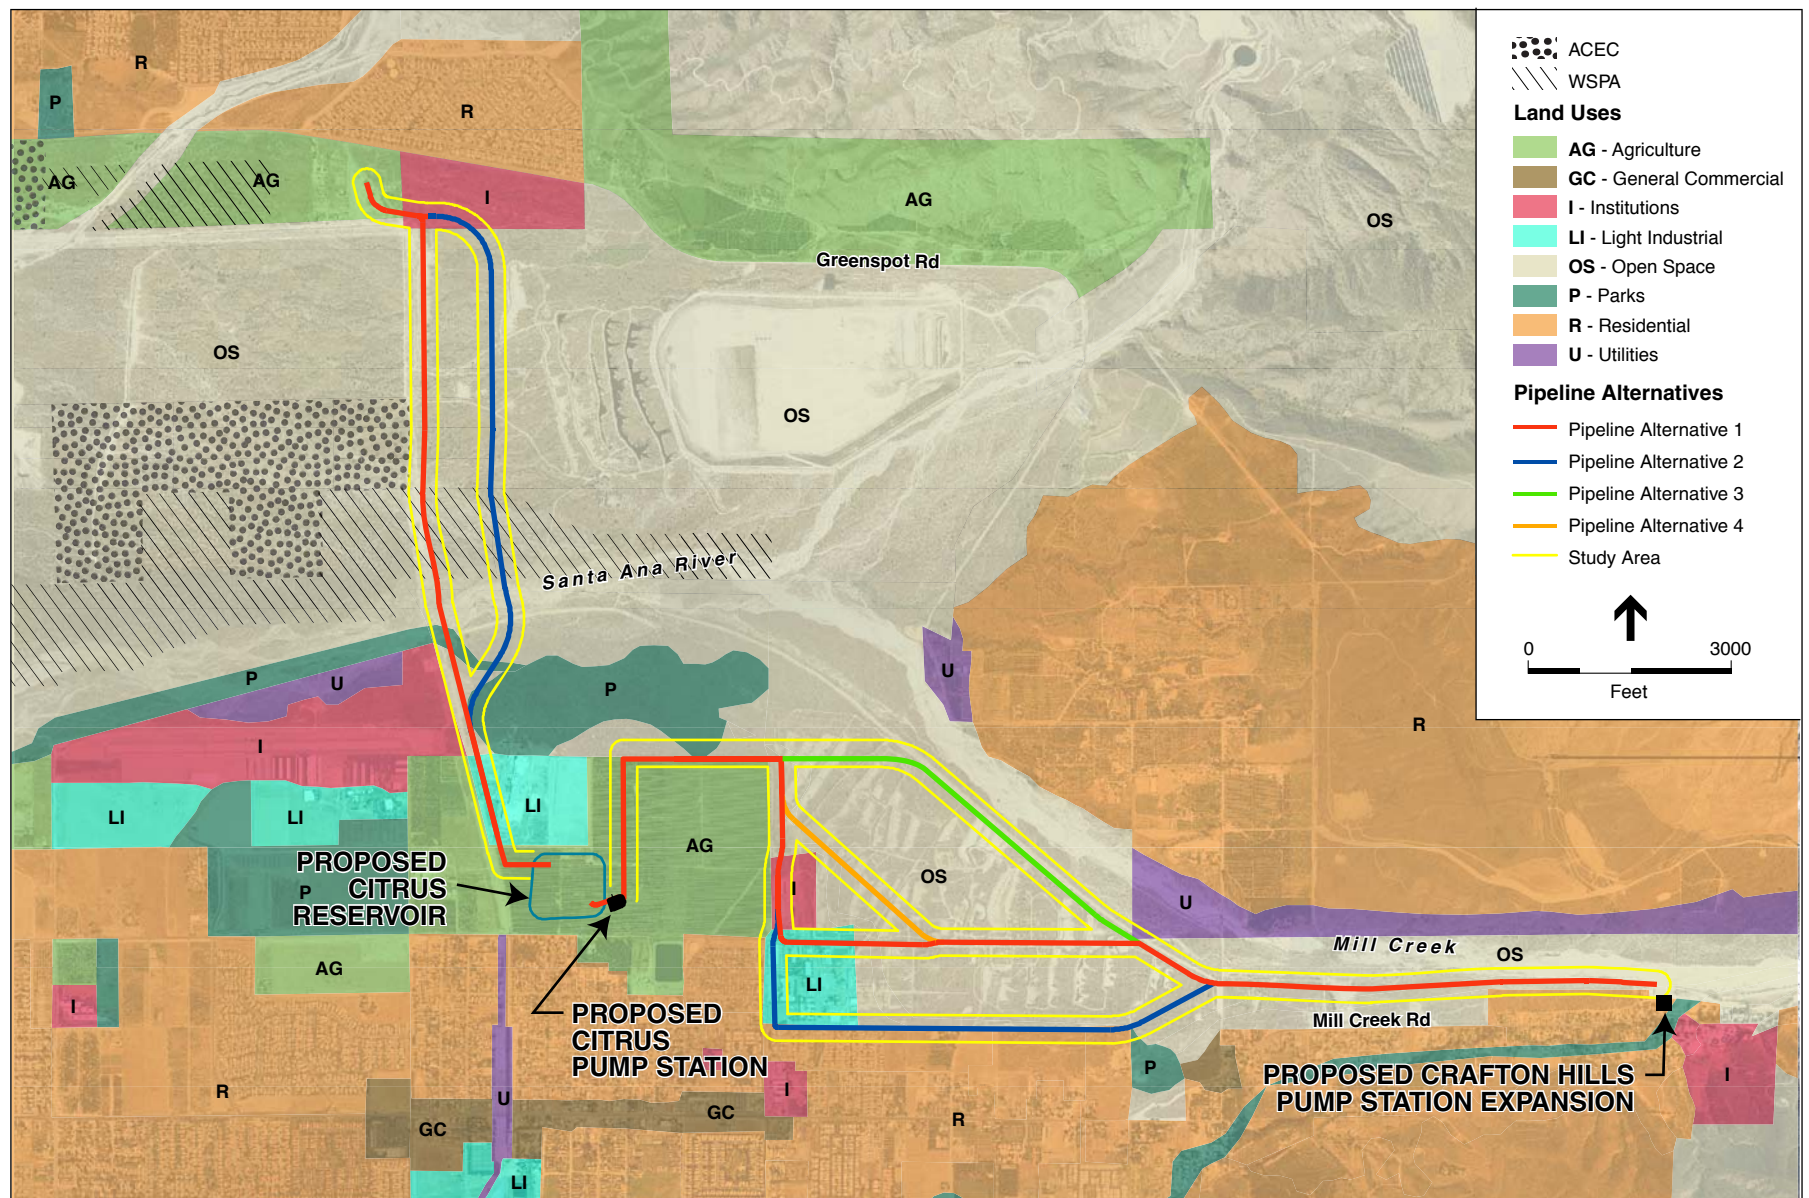 R
P
R
AG
AG
I
AG
OS
Greenspot Rd
OS
OS
Santa Ana River
P
U
P
U
R
I
LI
LI
LI
AG
OS
I
P
U
PROPOSED
CITRUS
RESERVOIR
Mill Creek
OS
AG
LI
I
PROPOSED
CITRUS
PUMP STATION
Mill Creek Rd
P
PROPOSED CRAFTON HILLS
PUMP STATION EXPANSION
I
R
U
I
GC
GC
R
LI
ACEC
WSPA
Land Uses
AG - Agriculture
GC - General Commercial
I - Institutions
LI - Light Industrial
OS - Open Space
P - Parks
R - Residential
U - Utilities
Pipeline Alternatives
Pipeline Alternative 1
Pipeline Alternative 2
Pipeline Alternative 3
Pipeline Alternative 4
Study Area
0 3000
Feet